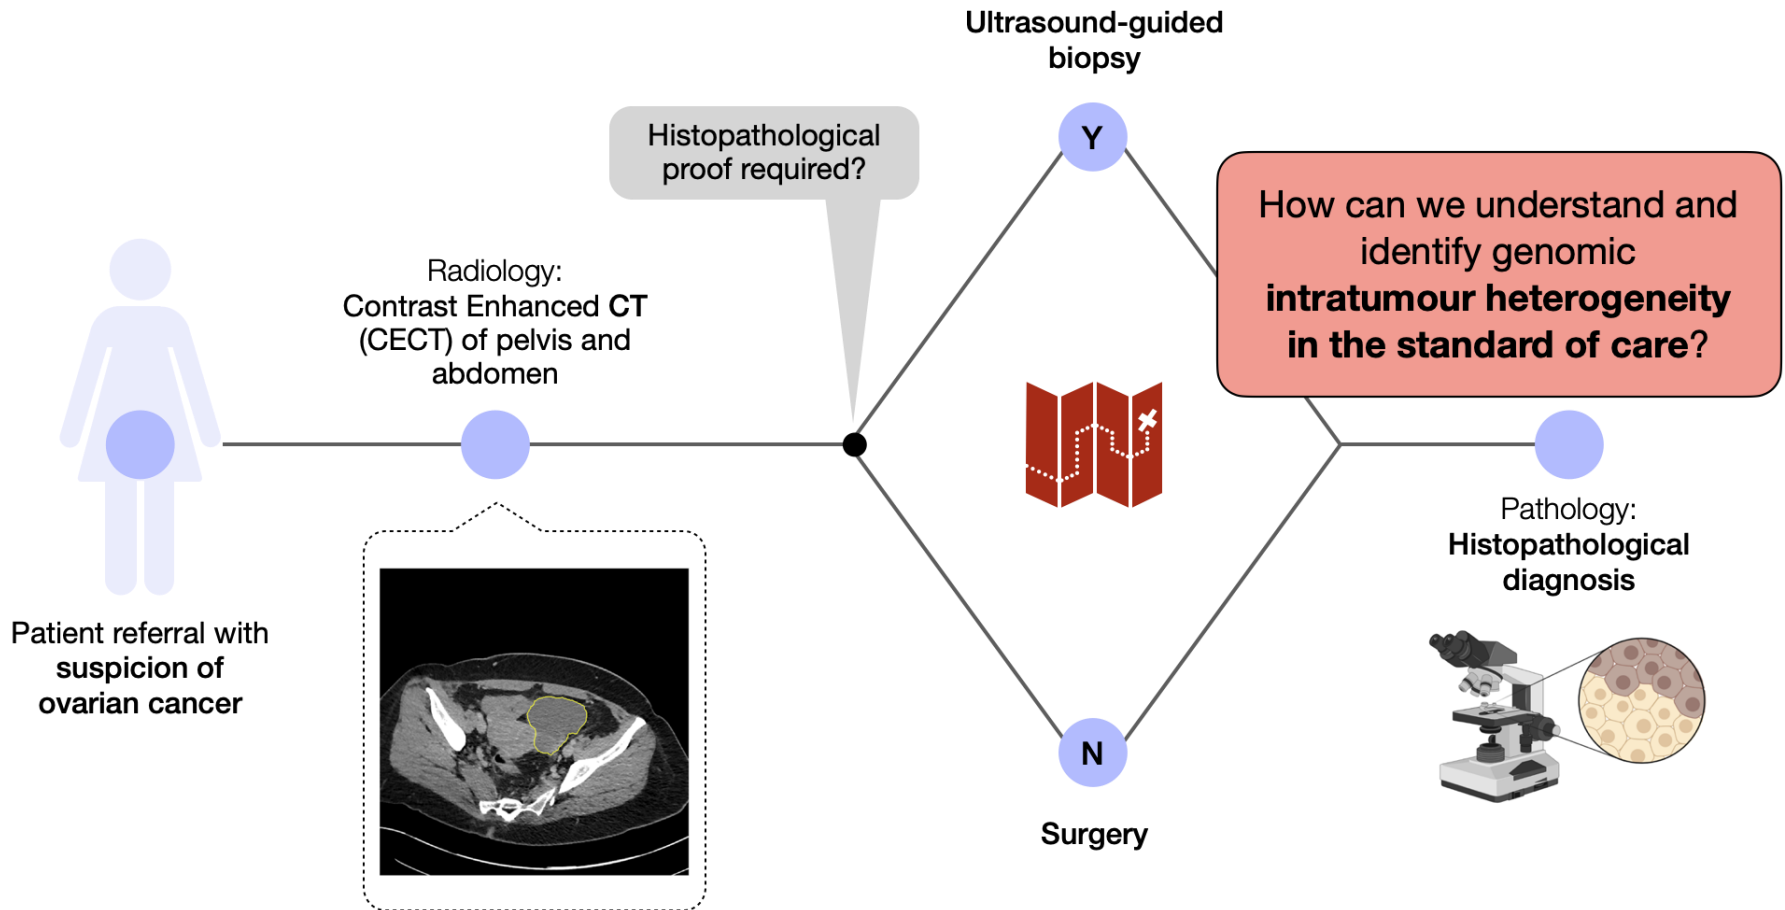 Ultrasound-guided
biopsy
Histopathological
proof required?
Y
How can we understand and
identify genomic
intratumour heterogeneity
in the standard of care?
Radiology:
Contrast Enhanced CT
(CECT) of pelvis and
abdomen
Patient referral with
suspicion of
ovarian cancer
N
Surgery
Pathology:
Histopathological
diagnosis